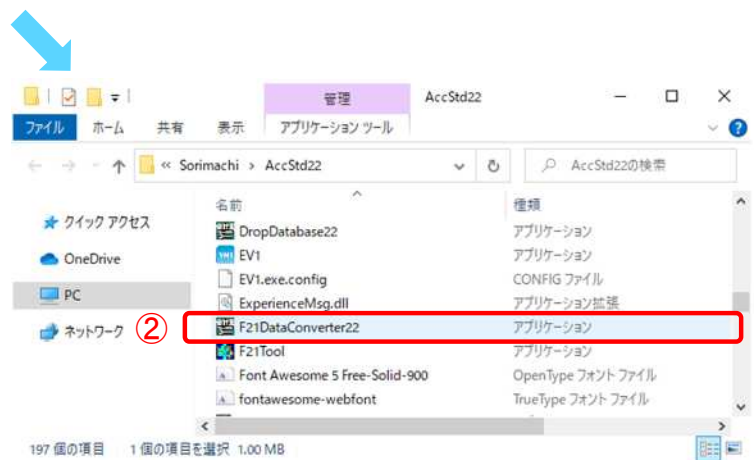 管理 AccStd22
ファイル ホーム 共有 表示 アプリケーション ツール
« Sorimachi › AccStd22 AccStd22の検索
名前 種類
クイック アクセス
OneDrive
PC
ネットワーク
DropDatabase22 アプリケーション
EV1 アプリケーション
EV1.exe.config CONFIG ファイル
ExperienceMsg.dll アプリケーション拡張
② F21DataConverter22 アプリケーション
F21Tool アプリケーション
Font Awesome 5 Free-Solid-900 OpenType フォント ファイル
fontawesome-webfont TrueType フォント ファイル
197 個の項目 1 個の項目を選択 1.00 MB